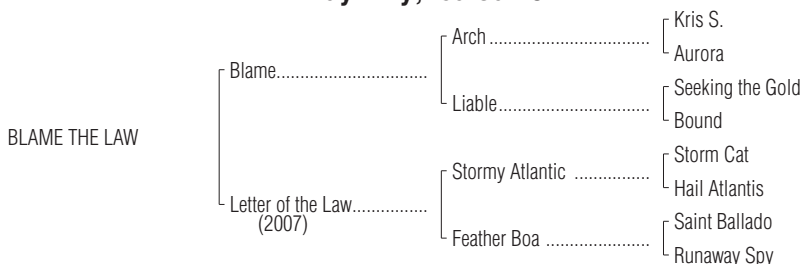 Kris S.
Arch
Aurora
Blame
Seeking the Gold
Liable
Bound
BLAME THE LAW
Storm Cat
Stormy Atlantic
Hail Atlantis
Letter of the Law
(2007)
Saint Ballado
Feather Boa
Runaway Spy